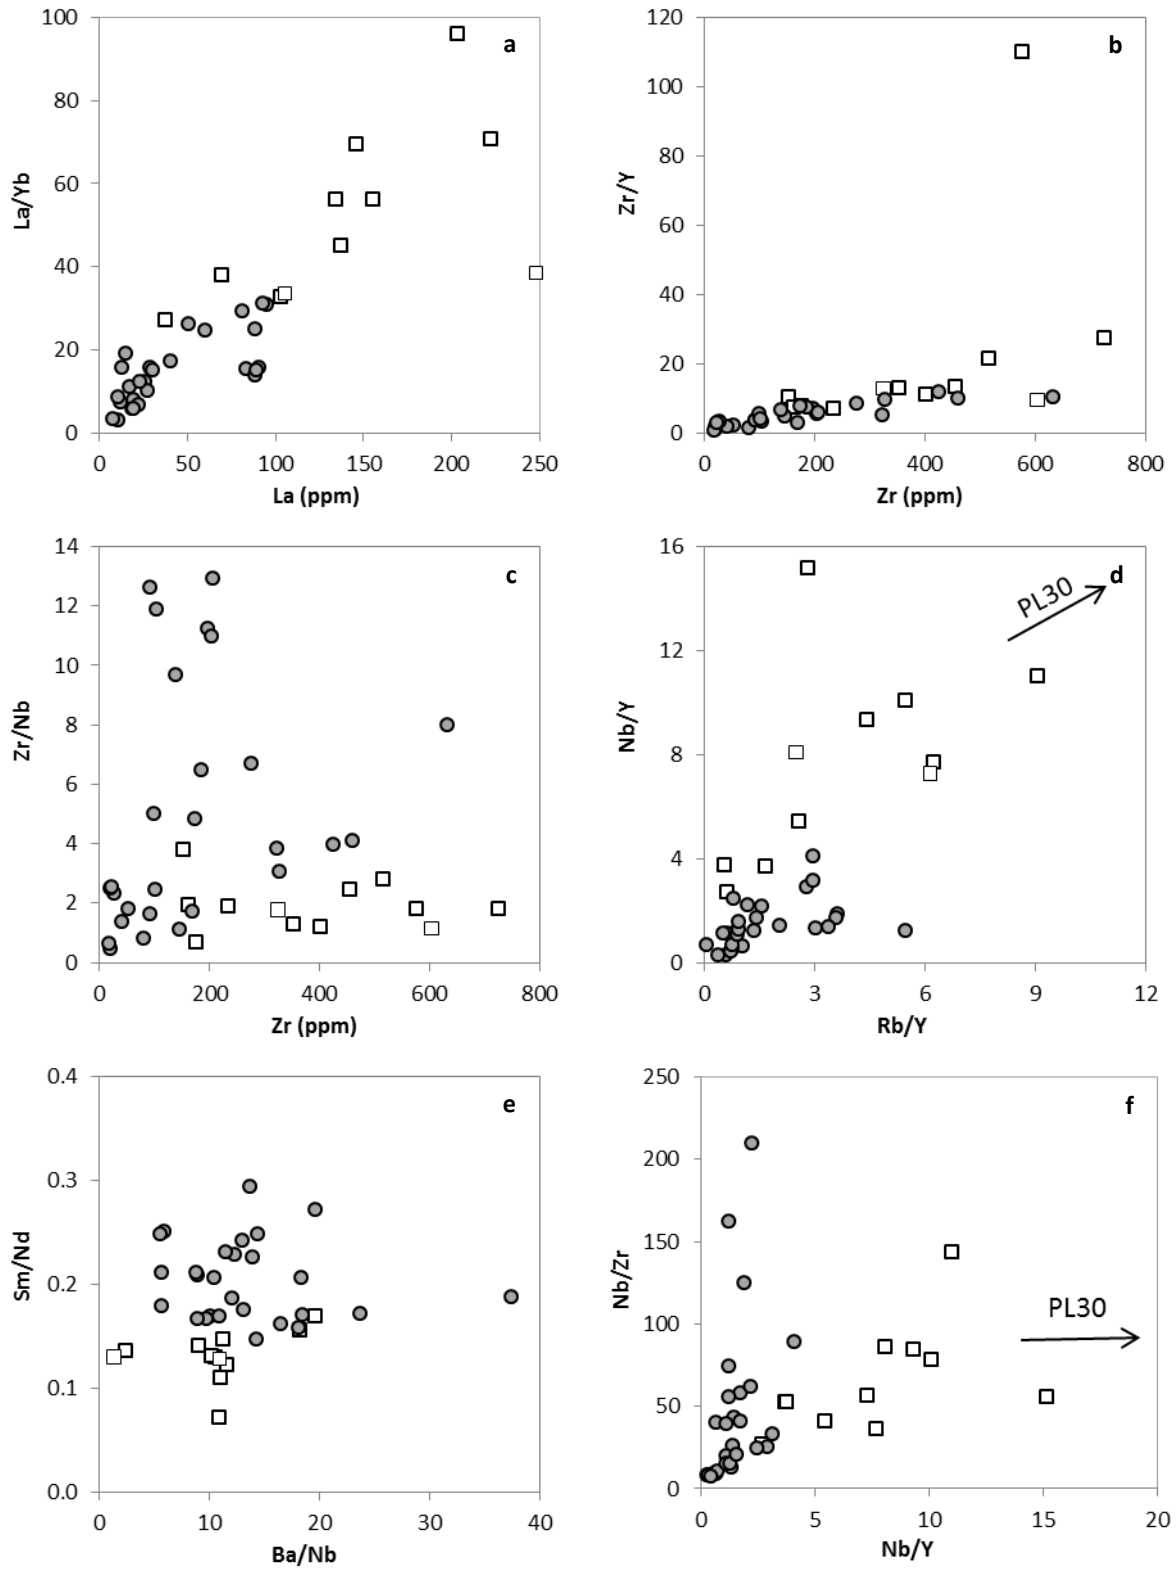 a
100
80
60
40
20
0
La/Yb
0 50 100 150 200 250
La (ppm)
b
120
100
80
60
40
20
0
Zr/Y
0 200 400 600 800
Zr (ppm)
c
14
12
10
8
6
4
2
0
Zr/Nb
0 200 400 600 800
Zr (ppm)
d
16
12
8
4
0
Nb/Y
PL30
0 3 6 9 12
Rb/Y
e
0.4
0.3
0.2
0.1
0.0
Sm/Nd
0 10 20 30 40
Ba/Nb
f
250
200
150
100
50
0
Nb/Zr
PL30
0 5 10 15 20
Nb/Y